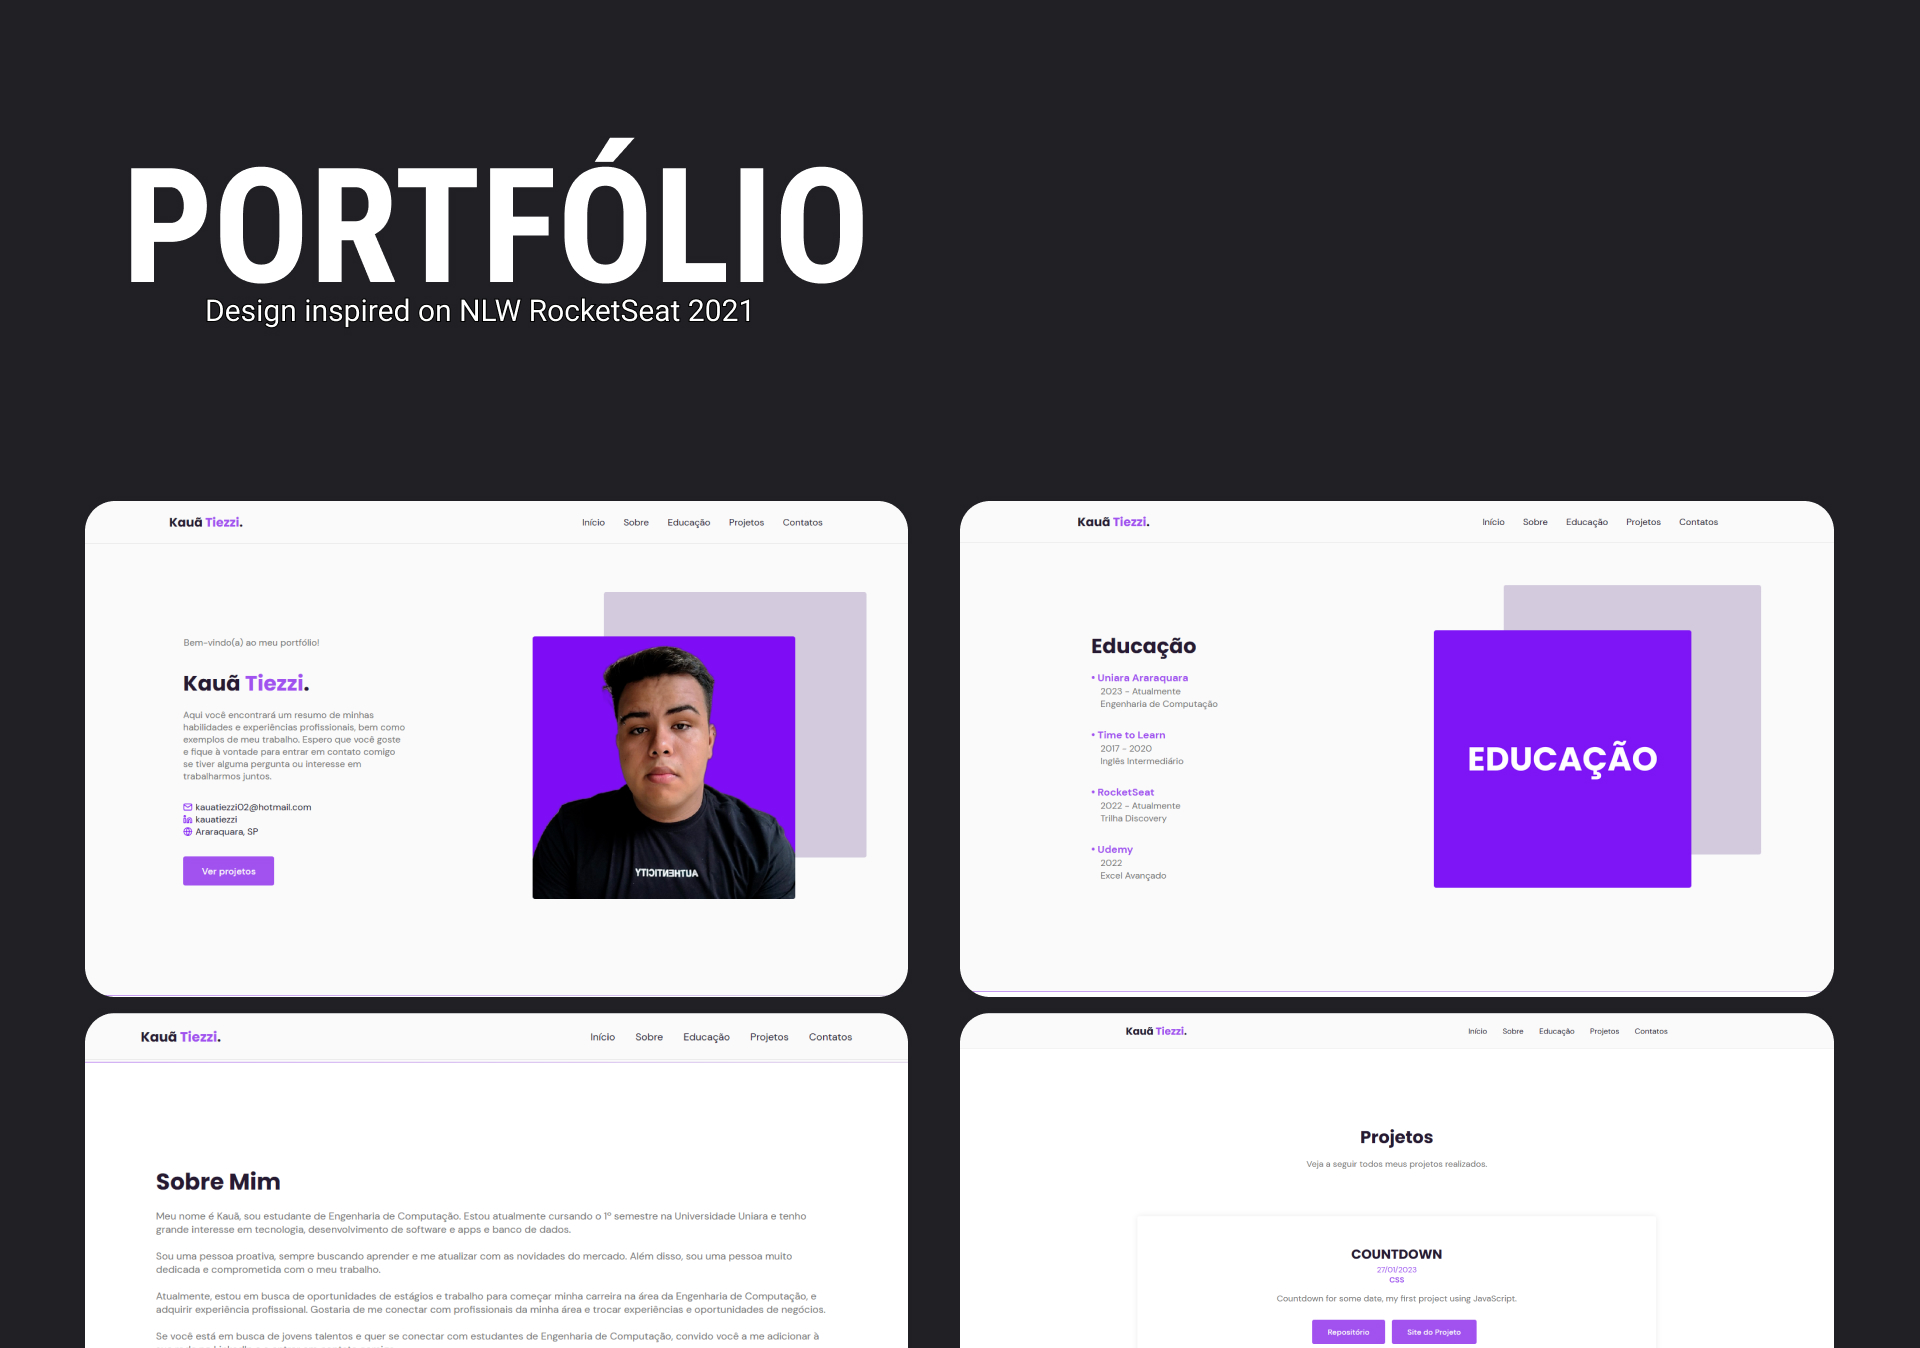 PORTFÓLIO
Design inspired on NLW RocketSeat 2021
Kauã Tiezzi.
Início Sobre Educação Projetos Contatos
Bem-vindo(a) ao meu portfólio!
Kauã Tiezzi.
Aqui você encontrará um resumo de minhas
habilidades e experiências profissionais, bem como
exemplos de meu trabalho. Espero que você goste
e fique à vontade para entrar em contato comigo
se tiver alguma pergunta ou interesse em
trabalharmos juntos.
kauatiezzi02@hotmail.com
kauatiezzi
Araraquara, SP
Ver projetos
AUTHENTICITY
Kauã Tiezzi.
Início Sobre Educação Projetos Contatos
Educação
• Uniara Araraquara
2023 - Atualmente
Engenharia de Computação
• Time to Learn
2017 - 2020
Inglês Intermediário
• RocketSeat
2022 - Atualmente
Trilha Discovery
• Udemy
2022
Excel Avançado
EDUCAÇÃO
Kauã Tiezzi.
Início Sobre Educação Projetos Contatos
Sobre Mim
Meu nome é Kauã, sou estudante de Engenharia de Computação. Estou atualmente cursando o 1º semestre na Universidade Uniara e tenho
grande interesse em tecnologia, desenvolvimento de software e apps e banco de dados.
Sou uma pessoa proativa, sempre buscando aprender e me atualizar com as novidades do mercado. Além disso, sou uma pessoa muito
dedicada e comprometida com o meu trabalho.
Atualmente, estou em busca de oportunidades de estágios e trabalho para começar minha carreira na área da Engenharia de Computação, e
adquirir experiência profissional. Gostaria de me conectar com profissionais da minha área e trocar experiências e oportunidades de negócios.
Se você está em busca de jovens talentos e quer se conectar com estudantes de Engenharia de Computação, convido você a me adicionar à
Kauã Tiezzi.
Início Sobre Educação Projetos Contatos
Projetos
Veja a seguir todos meus projetos realizados.
COUNTDOWN
27/01/2023
CSS
Countdown for some date, my first project using JavaScript.
Repositório Site do Projeto